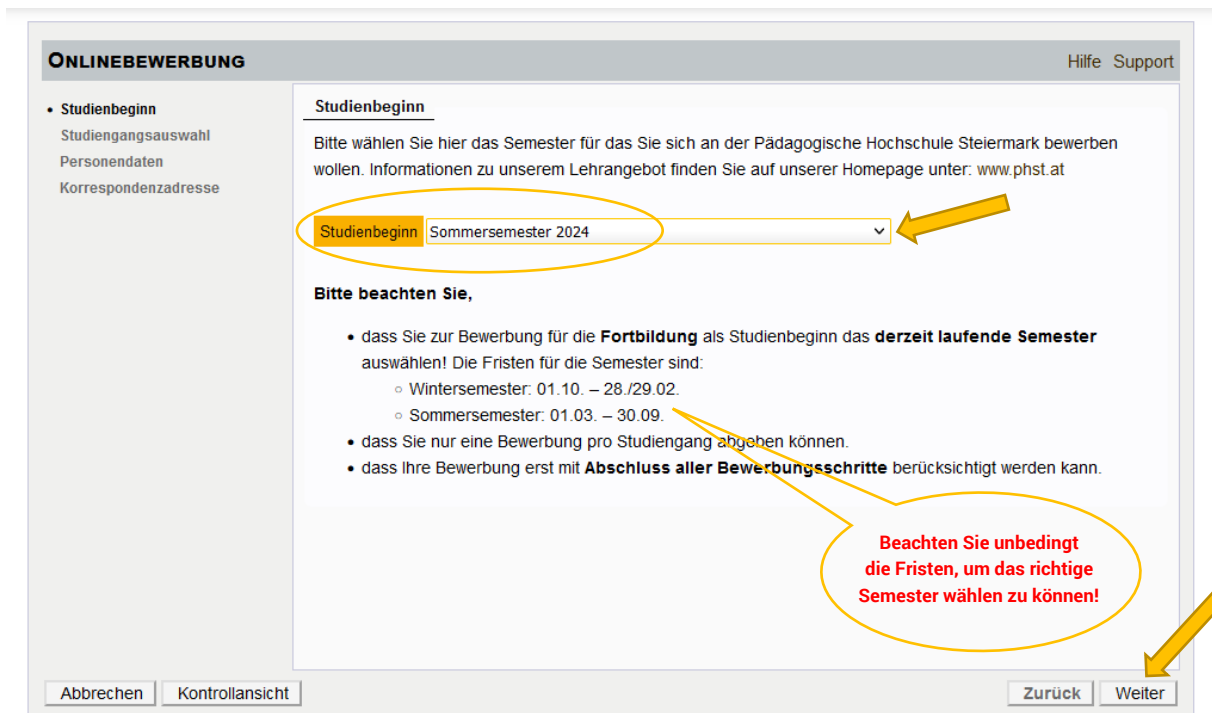 ONLINEBEWERBUNG
Hilfe Support
• Studienbeginn
Studiengangsauswahl
Personendaten
Korrespondenzadresse
Studienbeginn
Bitte wählen Sie hier das Semester für das Sie sich an der Pädagogische Hochschule Steiermark bewerben
wollen. Informationen zu unserem Lehrangebot finden Sie auf unserer Homepage unter: www.phst.at
Studienbeginn Sommersemester 2024
Bitte beachten Sie,
• dass Sie zur Bewerbung für die Fortbildung als Studienbeginn das derzeit laufende Semester
auswählen! Die Fristen für die Semester sind:
◦ Wintersemester: 01.10. – 28./29.02.
◦ Sommersemester: 01.03. – 30.09.
• dass Sie nur eine Bewerbung pro Studiengang abgeben können.
• dass Ihre Bewerbung erst mit Abschluss aller Bewerbungsschritte berücksichtigt werden kann.
Beachten Sie unbedingt
die Fristen, um das richtige
Semester wählen zu können!
Abbrechen Kontrollansicht
Zurück Weiter